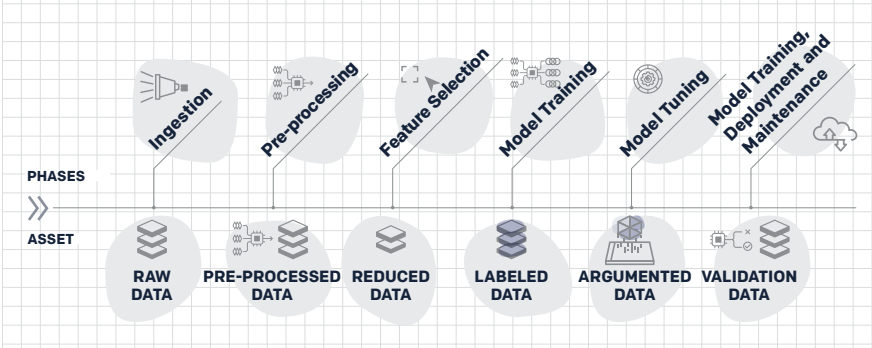 Ingestion
Pre-processing
Feature Selection
Model Training
Model Tuning
Model Training,
Deployment and
Maintenance
PHASES
ASSET
RAW
DATA
PRE-PROCESSED
DATA
REDUCED
DATA
LABELED
DATA
ARGUMENTED
DATA
VALIDATION
DATA